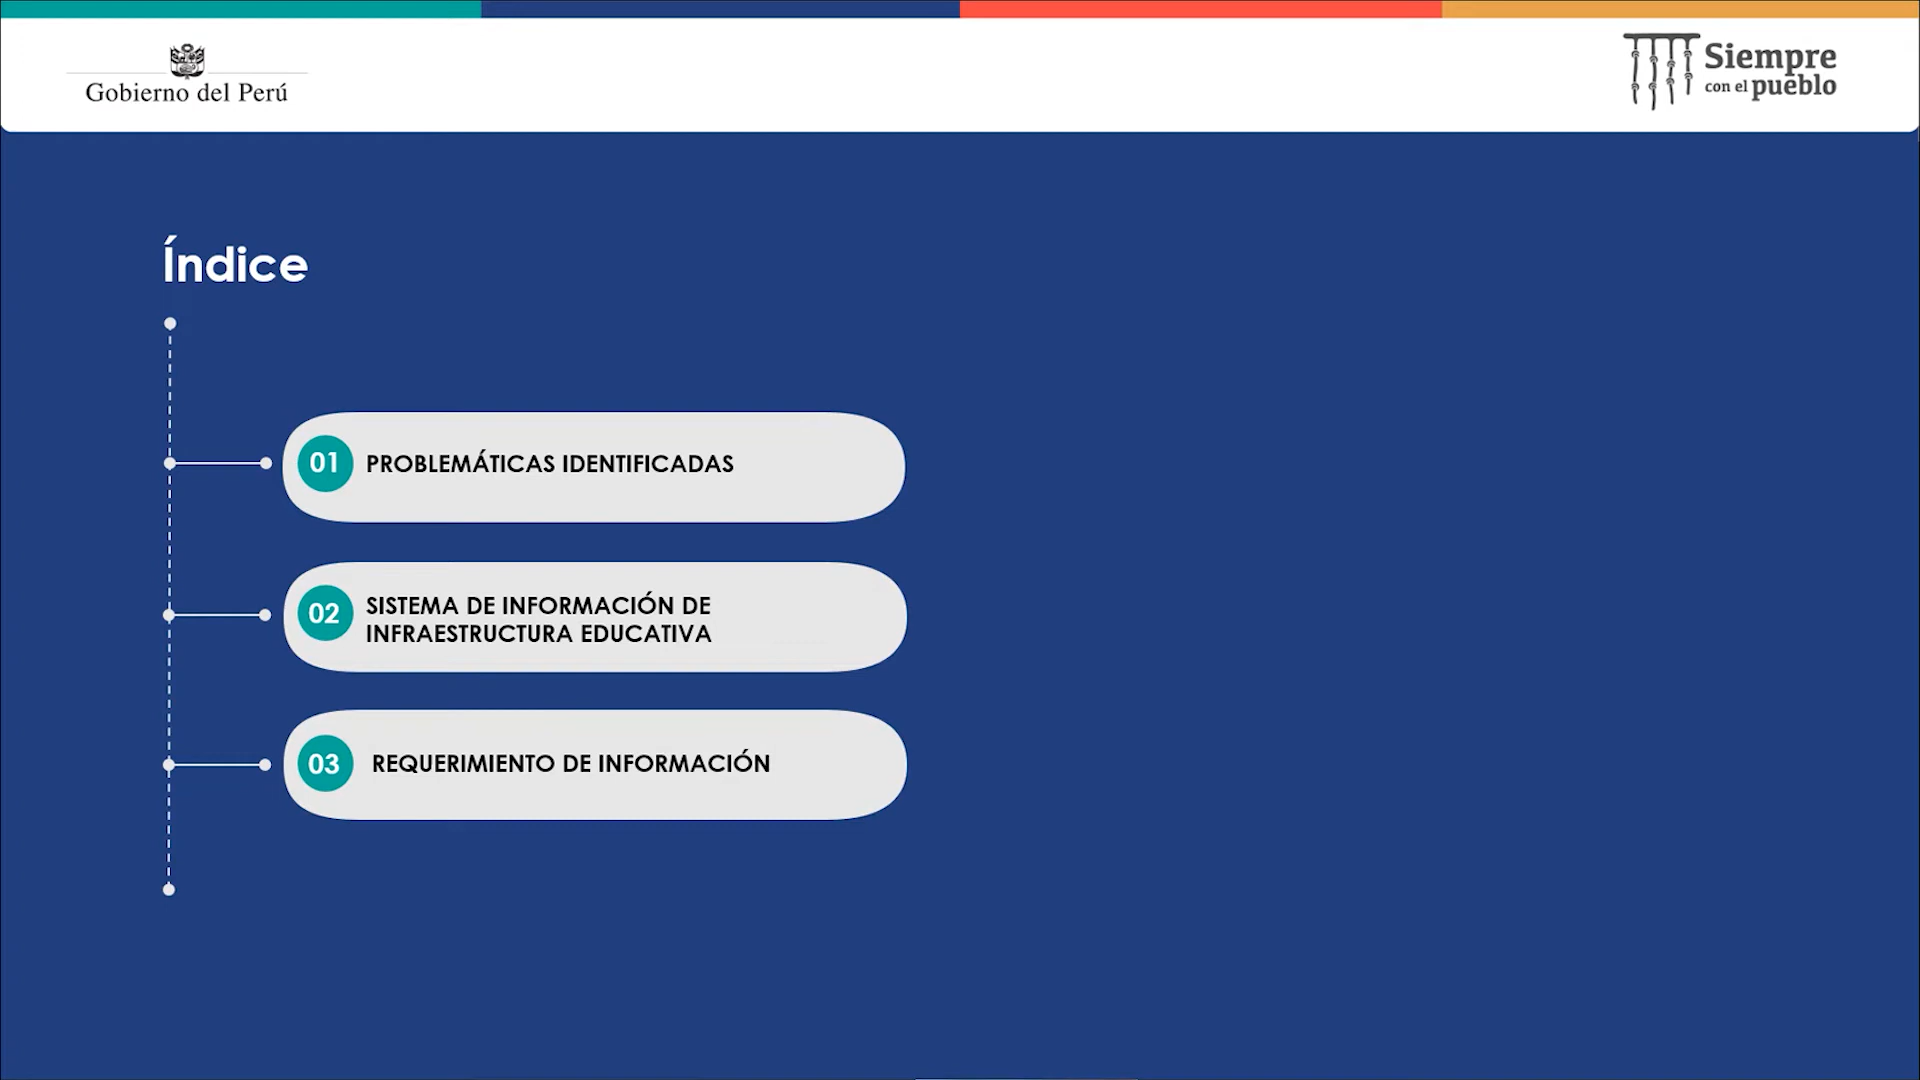 Gobierno del Perú
Siempre
con el pueblo
Índice
01 PROBLEMÁTICAS IDENTIFICADAS
02 SISTEMA DE INFORMACIÓN DE
INFRAESTRUCTURA EDUCATIVA
03 REQUERIMIENTO DE INFORMACIÓN